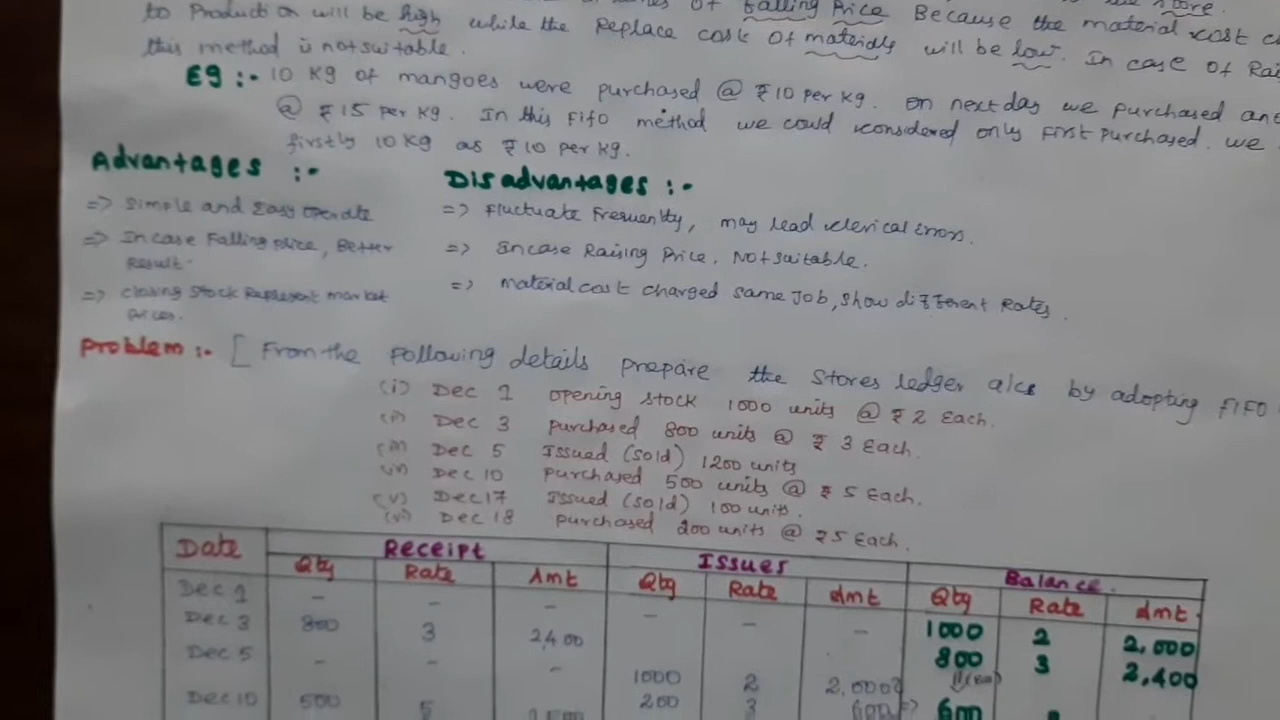 OF Falling Price Because the material cost
to Production will be high while the Replace cost OF materials will be low. In case OF Rai
this method is not suitable.
Eg :- 10 Kg of mangoes were purchased @ ₹10 per kg. on next day we purchased
@ ₹15 per kg. In this Fifo method we could considered only First purchased. we
firstly 10 Kg as ₹10 per kg.
Advantages :-
=> Simple and Easy operate
=> Incase Falling Price, Better
Result.
=> Closing Stock Represent market
Prices.
Disadvantages :-
=> Fluctuate Frequently, may lead clerical Errors.
=> Incase Raising Price, Not suitable.
=> material cost charged same Job, show different Rates.
Problem :- [ From the following details prepare the Stores ledger a/cs by adopting FIFO
(i) Dec 1 opening stock 1000 units @ ₹ 2 Each.
(ii) Dec 3 purchased 800 units @ ₹ 3 Each.
(iii) Dec 5 Issued (sold) 1200 units
(iv) Dec 10 purchased 500 units @ ₹ 5 Each.
(v) Dec 17 Issued (sold) 100 units.
(vi) Dec 18 purchased 200 units @ ₹5 Each.
Date Receipt Issues Balance
Qty Rate Amt Qty Rate Amt Qty Rate Amt
Dec 1 - - - - - - 1000 2 2,000
Dec 3 800 3 2,400 800 3 2,400
Dec 5 - - - 1000 2 2,000
200 3 600 => 600
Dec 10 500 5